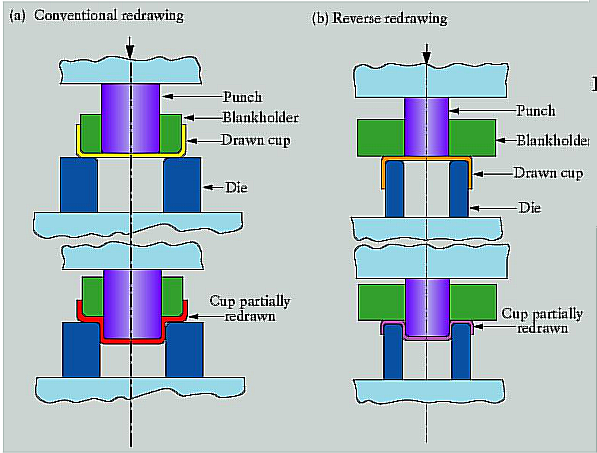 (a) Conventional redrawing
Punch
Blankholder
Drawn cup
Die
Cup partially
redrawn
(b) Reverse redrawing
Punch
Blankholder
Drawn cup
Die
Cup partially
redrawn